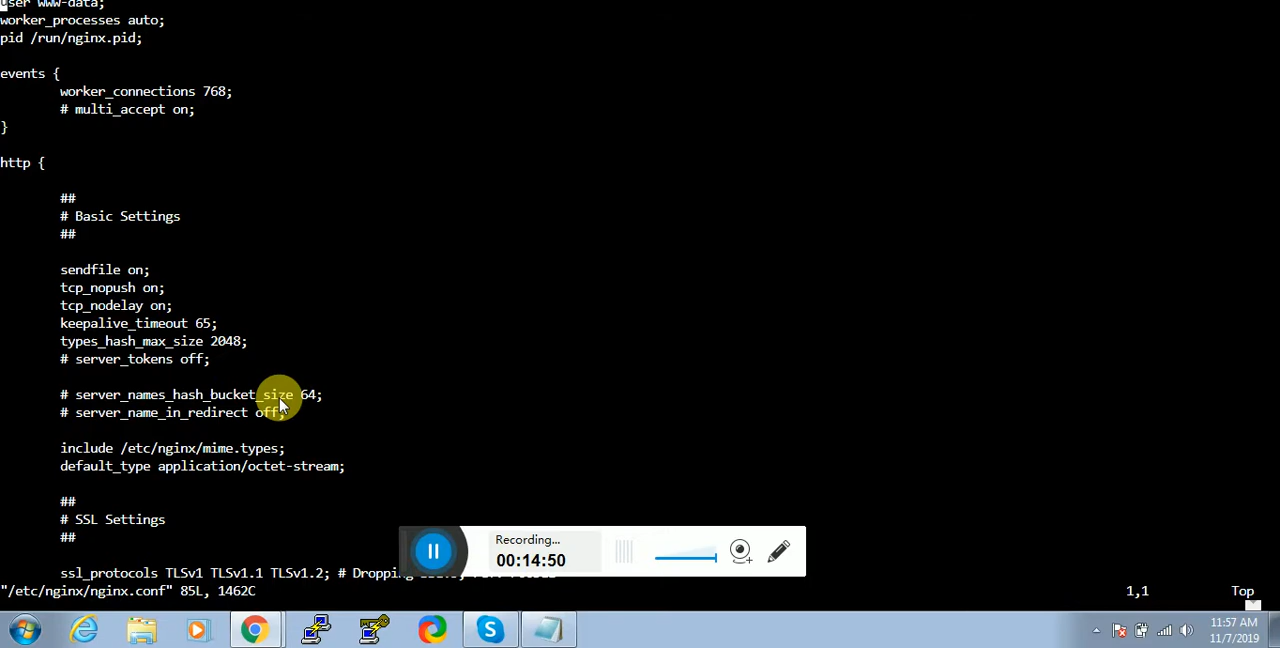 user www-data;
worker_processes auto;
pid /run/nginx.pid;
events {
worker_connections 768;
# multi_accept on;
}
http {
##
# Basic Settings
##
sendfile on;
tcp_nopush on;
tcp_nodelay on;
keepalive_timeout 65;
types_hash_max_size 2048;
# server_tokens off;
# server_names_hash_bucket_size 64;
# server_name_in_redirect off;
include /etc/nginx/mime.types;
default_type application/octet-stream;
##
# SSL Settings
##
Recording...
00:14:50
ssl_protocols TLSv1 TLSv1.1 TLSv1.2; # Dropping
"/etc/nginx/nginx.conf" 85L, 1462C
1,1
Top
11:57 AM
11/7/2019